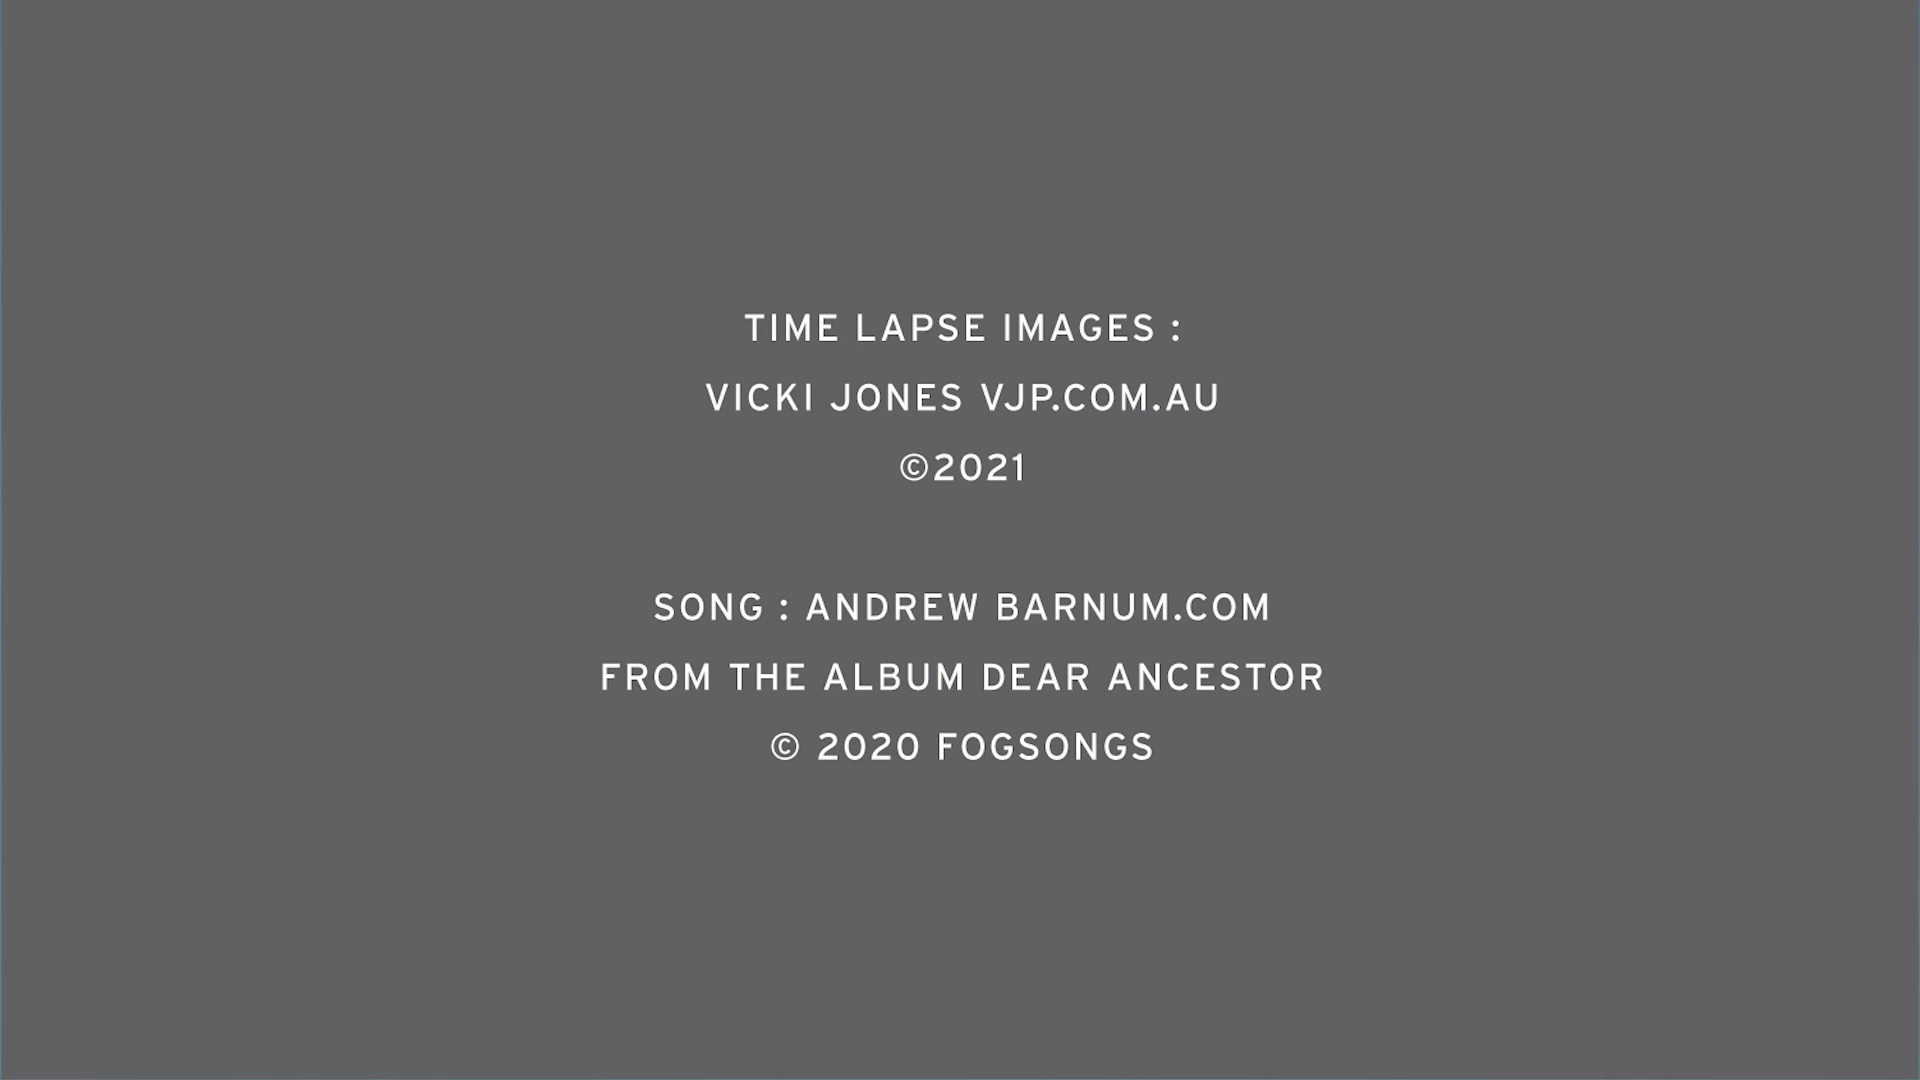 TIME LAPSE IMAGES :
VICKI JONES VJP.COM.AU
©2021
SONG : ANDREW BARNUM.COM
FROM THE ALBUM DEAR ANCESTOR
© 2020 FOGSONGS